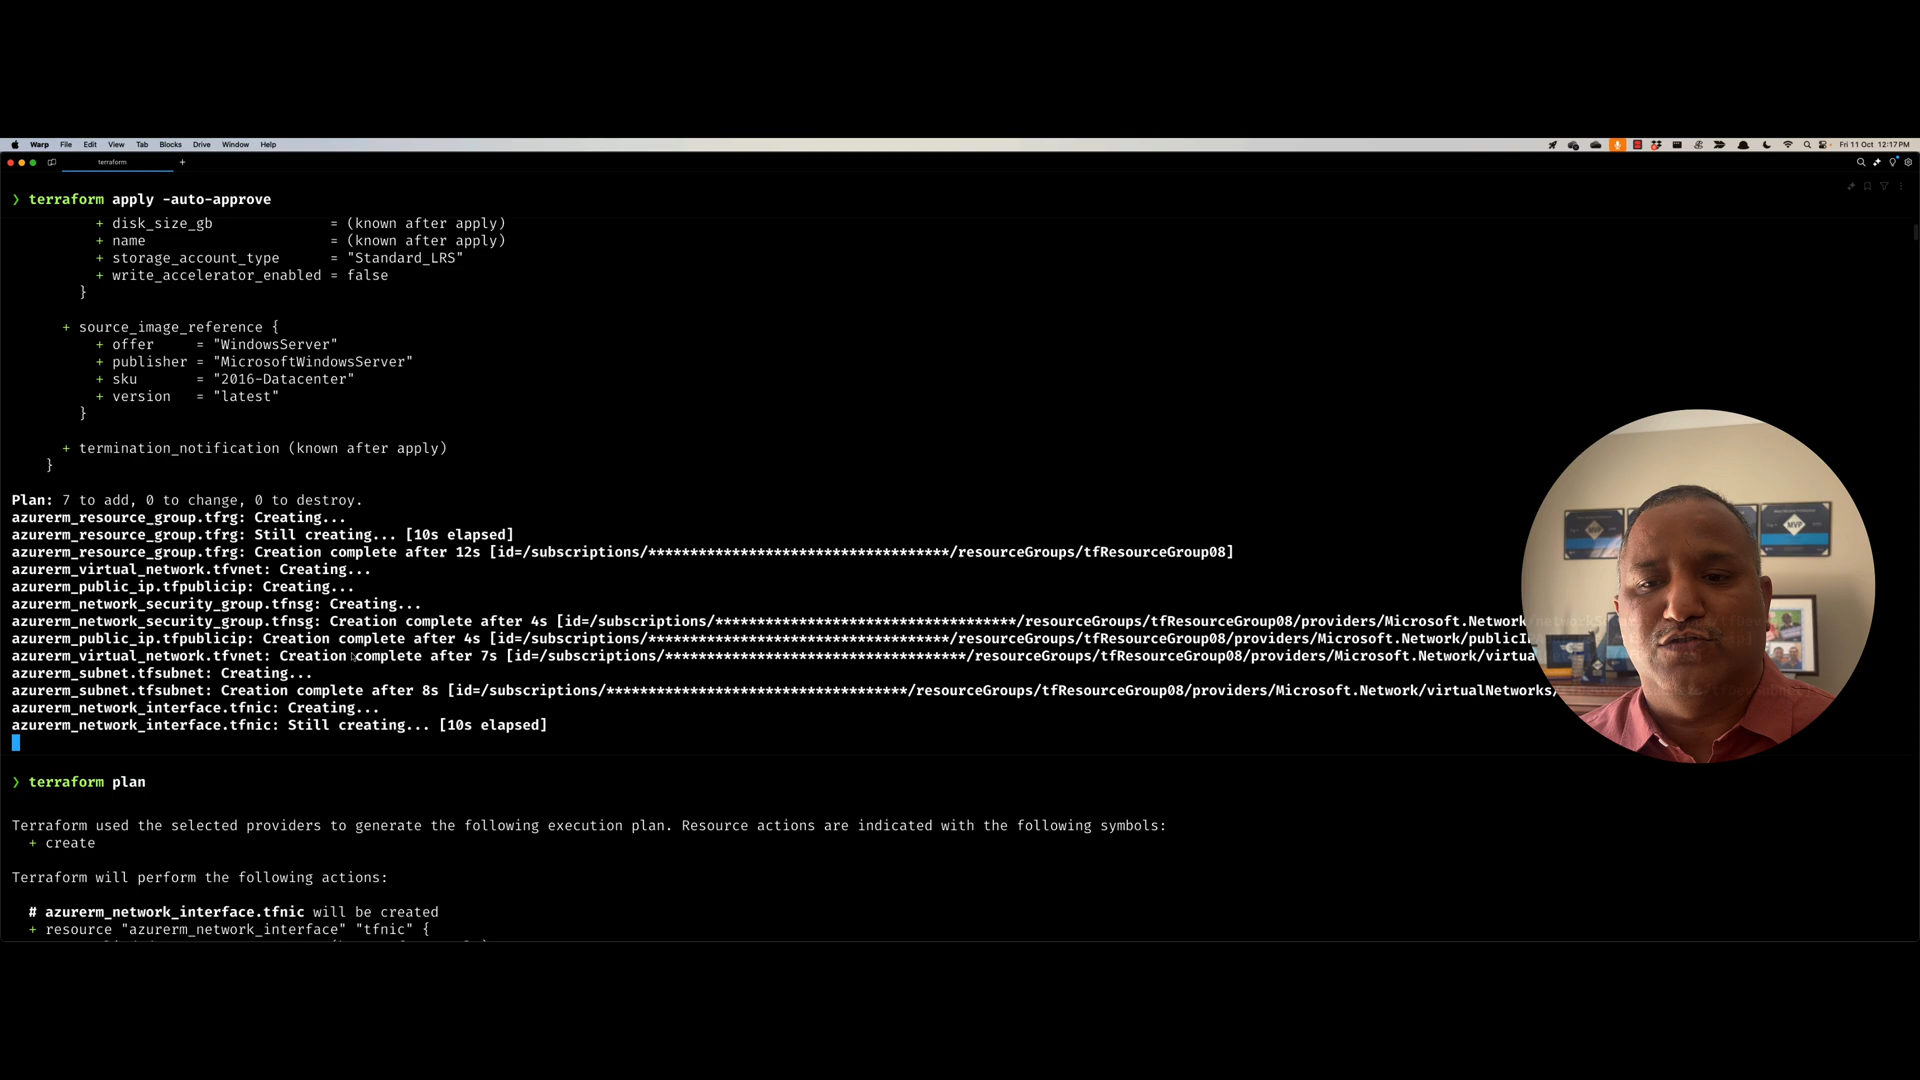 Warp File Edit View Tab Blocks Drive Window Help
Fri 11 Oct 12:17PM
terraform +
❯ terraform apply -auto-approve
+ disk_size_gb = (known after apply)
+ name = (known after apply)
+ storage_account_type = "Standard_LRS"
+ write_accelerator_enabled = false
}
+ source_image_reference {
+ offer = "WindowsServer"
+ publisher = "MicrosoftWindowsServer"
+ sku = "2016-Datacenter"
+ version = "latest"
}
+ termination_notification (known after apply)
}
Plan: 7 to add, 0 to change, 0 to destroy.
azurerm_resource_group.tfrg: Creating...
azurerm_resource_group.tfrg: Still creating... [10s elapsed]
azurerm_resource_group.tfrg: Creation complete after 12s [id=/subscriptions/************************************/resourceGroups/tfResourceGroup08]
azurerm_virtual_network.tfvnet: Creating...
azurerm_public_ip.tfpublicip: Creating...
azurerm_network_security_group.tfnsg: Creating...
azurerm_network_security_group.tfnsg: Creation complete after 4s [id=/subscriptions/************************************/resourceGroups/tfResourceGroup08/providers/Microsoft.Network
azurerm_public_ip.tfpublicip: Creation complete after 4s [id=/subscriptions/************************************/resourceGroups/tfResourceGroup08/providers/Microsoft.Network/publicI
azurerm_virtual_network.tfvnet: Creation complete after 7s [id=/subscriptions/************************************/resourceGroups/tfResourceGroup08/providers/Microsoft.Network/virtua
azurerm_subnet.tfsubnet: Creating...
azurerm_subnet.tfsubnet: Creation complete after 8s [id=/subscriptions/************************************/resourceGroups/tfResourceGroup08/providers/Microsoft.Network/virtualNetworks/
azurerm_network_interface.tfnic: Creating...
azurerm_network_interface.tfnic: Still creating... [10s elapsed]
MVP
❯ terraform plan
Terraform used the selected providers to generate the following execution plan. Resource actions are indicated with the following symbols:
+ create
Terraform will perform the following actions:
# azurerm_network_interface.tfnic will be created
+ resource "azurerm_network_interface" "tfnic" {